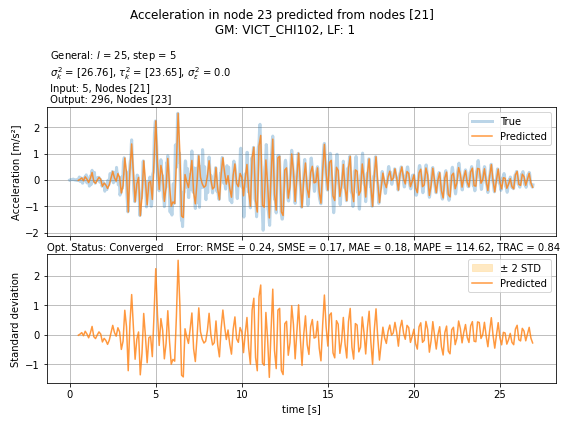 Acceleration in node 23 predicted from nodes [21]
GM: VICT_CHI102, LF: 1
General: l = 25, step = 5
σ²ₖ = [26.76], τ²ₖ = [23.65], σ²ε = 0.0
Input: 5, Nodes [21]
Output: 296, Nodes [23]
Acceleration [m/s²]
2
1
0
−1
−2
True
Predicted
Opt. Status: Converged    Error: RMSE = 0.24, SMSE = 0.17, MAE = 0.18, MAPE = 114.62, TRAC = 0.84
Standard deviation
2
1
0
−1
± 2 STD
Predicted
0 5 10 15 20 25
time [s]